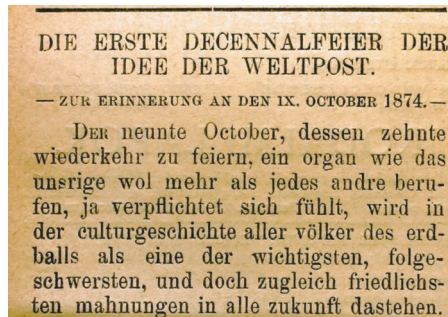 DIE ERSTE DECENNALFEIER DER
IDEE DER WELTPOST.
— ZUR ERINNERUNG AN DEN IX. OCTOBER 1874.—
DER neunte October, dessen zehnte
wiederkehr zu feiern, ein organ wie das
unsrige wol mehr als jedes andre beru-
fen, ja verpflichtet sich fühlt, wird in
der culturgeschichte aller völker des erd-
balls als eine der wichtigsten, folge-
schwersten, und doch zugleich friedlichs-
ten mahnungen in alle zukunft dastehen.